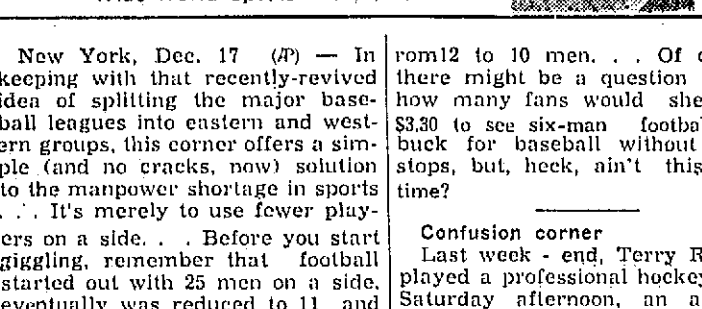 New York, Dec. 17 (AP) — In
keeping with that recently-revived
idea of splitting the major base-
ball leagues into eastern and west-
ern groups, this corner offers a sim-
ple (and no cracks, now) solution
to the manpower shortage in sports
. . . It's merely to use fewer play-
ers on a side. . . Before you start
giggling, remember that football
started out with 25 men on a side,
eventually was reduced to 11 and
rom 12 to 10 men. . . Of
there might be a question
how many fans would
$3.30 to see six-man
buck for baseball without
stops, but, heck, ain't
time?
Confusion corner
Last week - end, Terry
played a professional hockey
Saturday afternoon, an